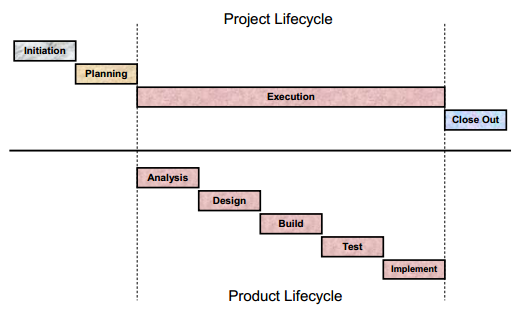 Project Lifecycle
Initiation
Planning
Execution
Close Out
Analysis
Design
Build
Test
Implement
Product Lifecycle